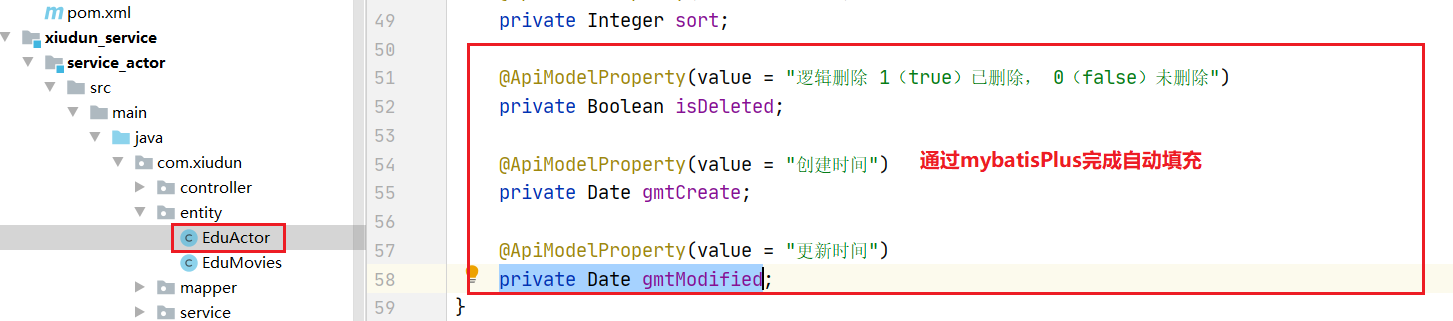 pom.xml
xiudun_service
service_actor
src
main
java
com.xiudun
controller
entity
EduActor
EduMovies
mapper
service
49 private Integer sort;
50
51 @ApiModelProperty(value = "逻辑删除 1（true）已删除， 0（false）未删除")
52 private Boolean isDeleted;
53
54 @ApiModelProperty(value = "创建时间")
通过mybatisPlus完成自动填充
55 private Date gmtCreate;
56
57 @ApiModelProperty(value = "更新时间")
58 private Date gmtModified;
59 }